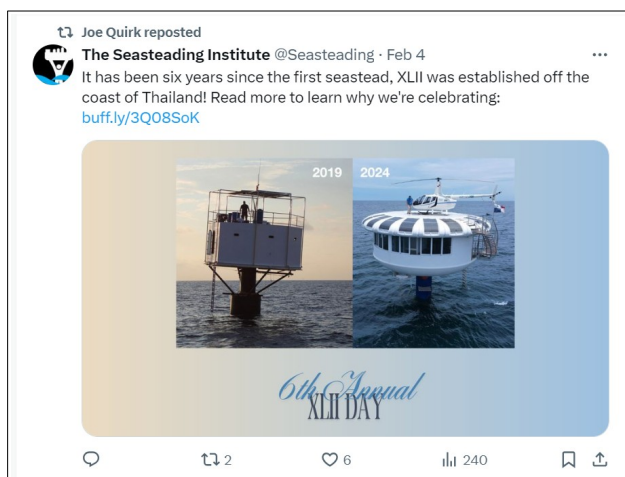 Joe Quirk reposted
The Seasteading Institute @Seasteading · Feb 4
It has been six years since the first seastead, XLII was established off the
coast of Thailand! Read more to learn why we're celebrating:
buff.ly/3Q08SoK
2019 2024
6th Annual
XLII DAY
2 6 240